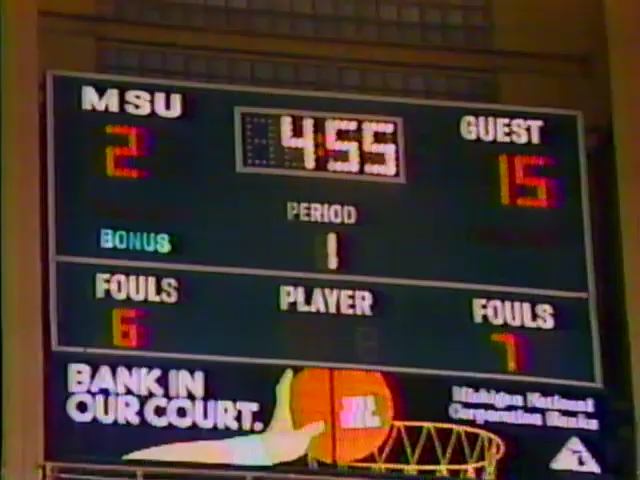 MSU
4:55
GUEST
2
15
PERIOD
BONUS
1
FOULS
PLAYER
FOULS
6
7
BANK IN
OUR COURT.
Michigan National
Corporation Banks